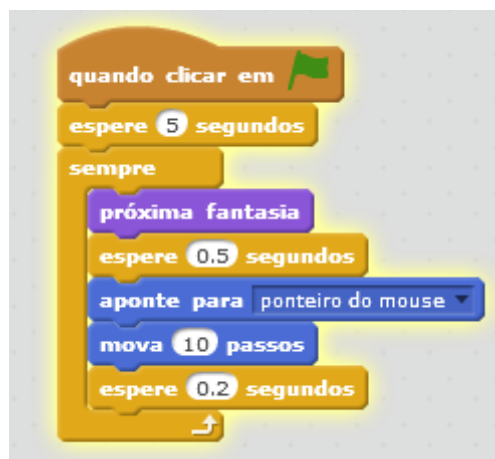 quando clicar em
espere 5 segundos
sempre
próxima fantasia
espere 0.5 segundos
aponte para ponteiro do mouse
mova 10 passos
espere 0.2 segundos